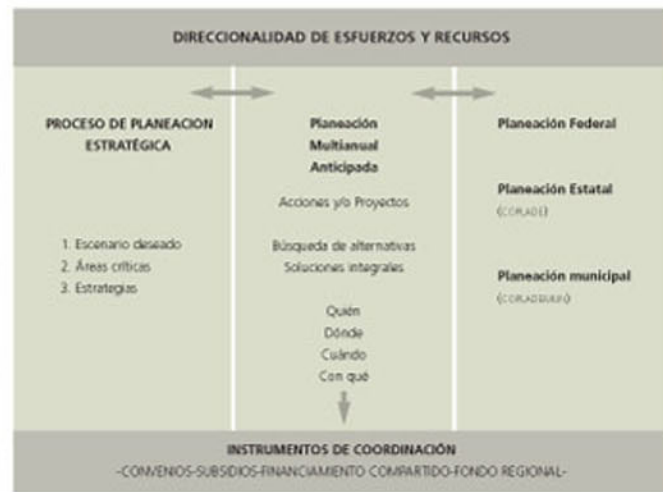 DIRECCIONALIDAD DE ESFUERZOS Y RECURSOS
PROCESO DE PLANEACION
ESTRATÉGICA
1. Escenario deseado
2. Áreas críticas
3. Estrategias
Planeación
Multianual
Anticipada
Acciones y/o Proyectos
Búsqueda de alternativas
Soluciones integrales
Quién
Dónde
Cuándo
Con qué
Planeación Federal
Planeación Estatal
(COPLADE)
Planeación municipal
INSTRUMENTOS DE COORDINACIÓN
-CONVENIOS-SUBSIDIOS-FINANCIAMIENTO COMPARTIDO-FONDO REGIONAL-